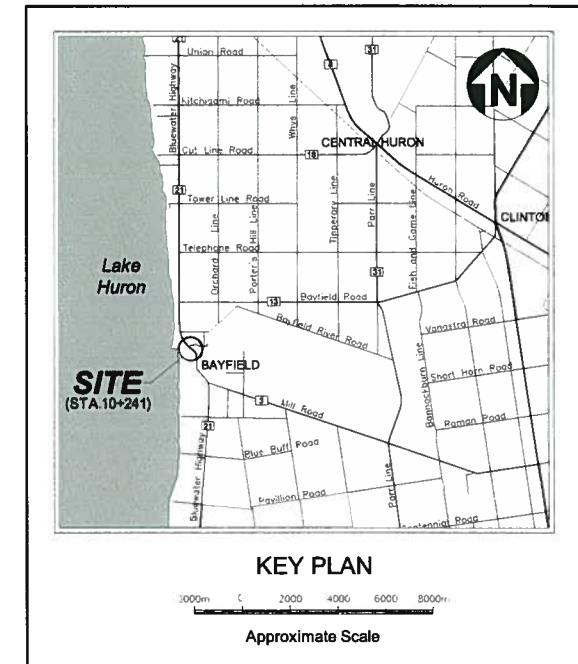 21
31
Union Road
8
N
Bluewater Highway
Whys Line
Kitchigami Road
CENTRAL HURON
Cut Line Road
18
Huron Road
21
Tower Line Road
CLINTON
Orchard Line
Porter's Hill Line
Tipperary Line
Parr Line
Fish and Game Line
Lake
Huron
Telephone Road
31
13
Bayfield Road
Bayfield River Road
Vanastra Road
BAYFIELD
SITE
(STA.10+241)
Bannockburn Line
Short Horn Road
3
Mill Road
21
Roman Road
Blue Buff Road
Bluewater Highway
Pavillion Road
Parr Line
Centennial Road
KEY PLAN
2000m 0 2000 4000 6000 8000m
Approximate Scale